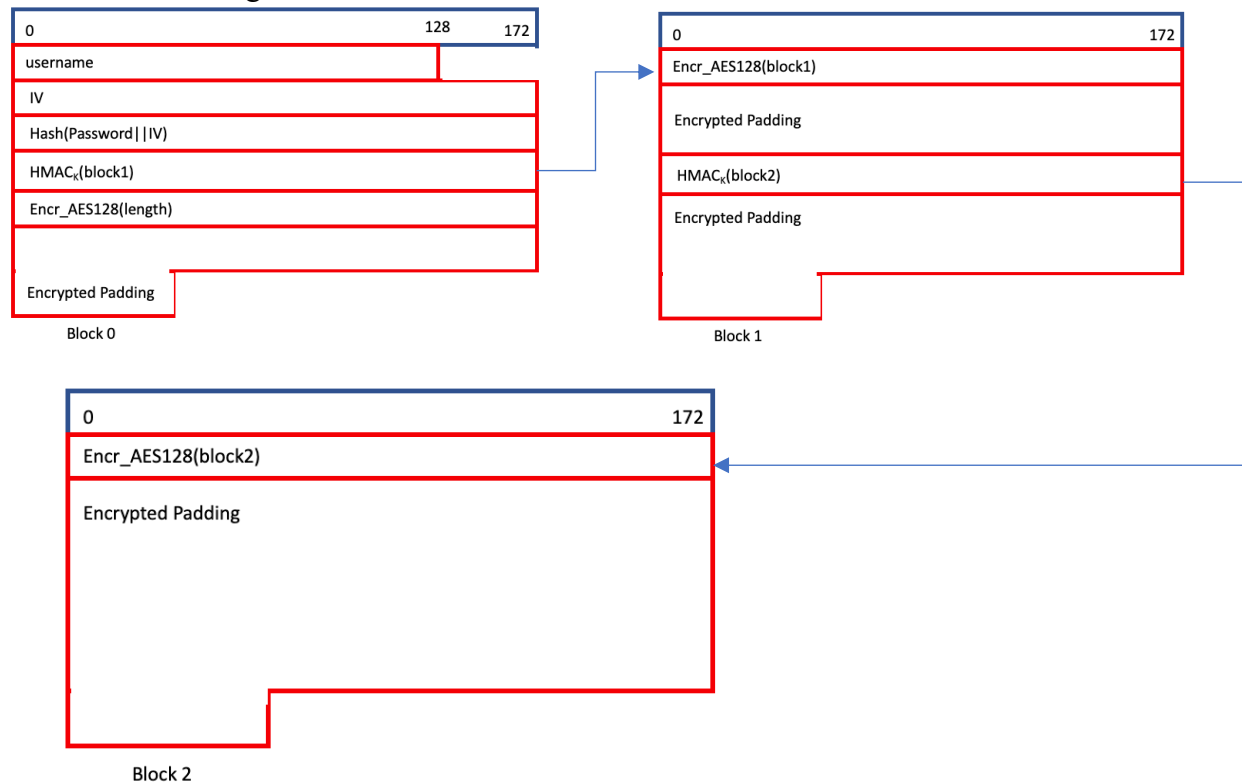 0 128 172
username
IV
Hash(Password||IV)
HMACK(block1)
Encr_AES128(length)
Encrypted Padding
Block 0
0 172
Encr_AES128(block1)
Encrypted Padding
HMACK(block2)
Encrypted Padding
Block 1
0 172
Encr_AES128(block2)
Encrypted Padding
Block 2